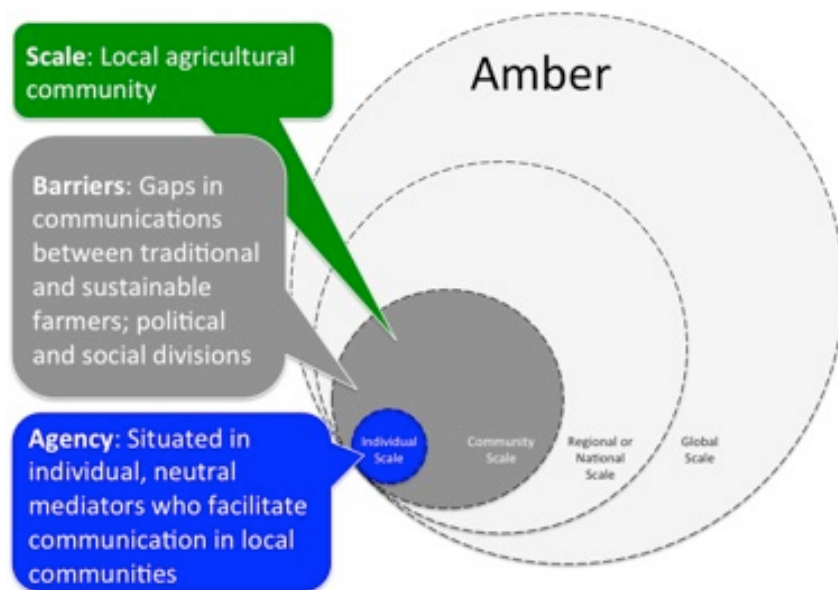 Scale: Local agricultural
community
Amber
Barriers: Gaps in
communications
between traditional
and sustainable
farmers; political
and social divisions
Agency: Situated in
individual, neutral
mediators who facilitate
communication in local
communities
Individual
Scale
Community
Scale
Regional or
National
Scale
Global
Scale